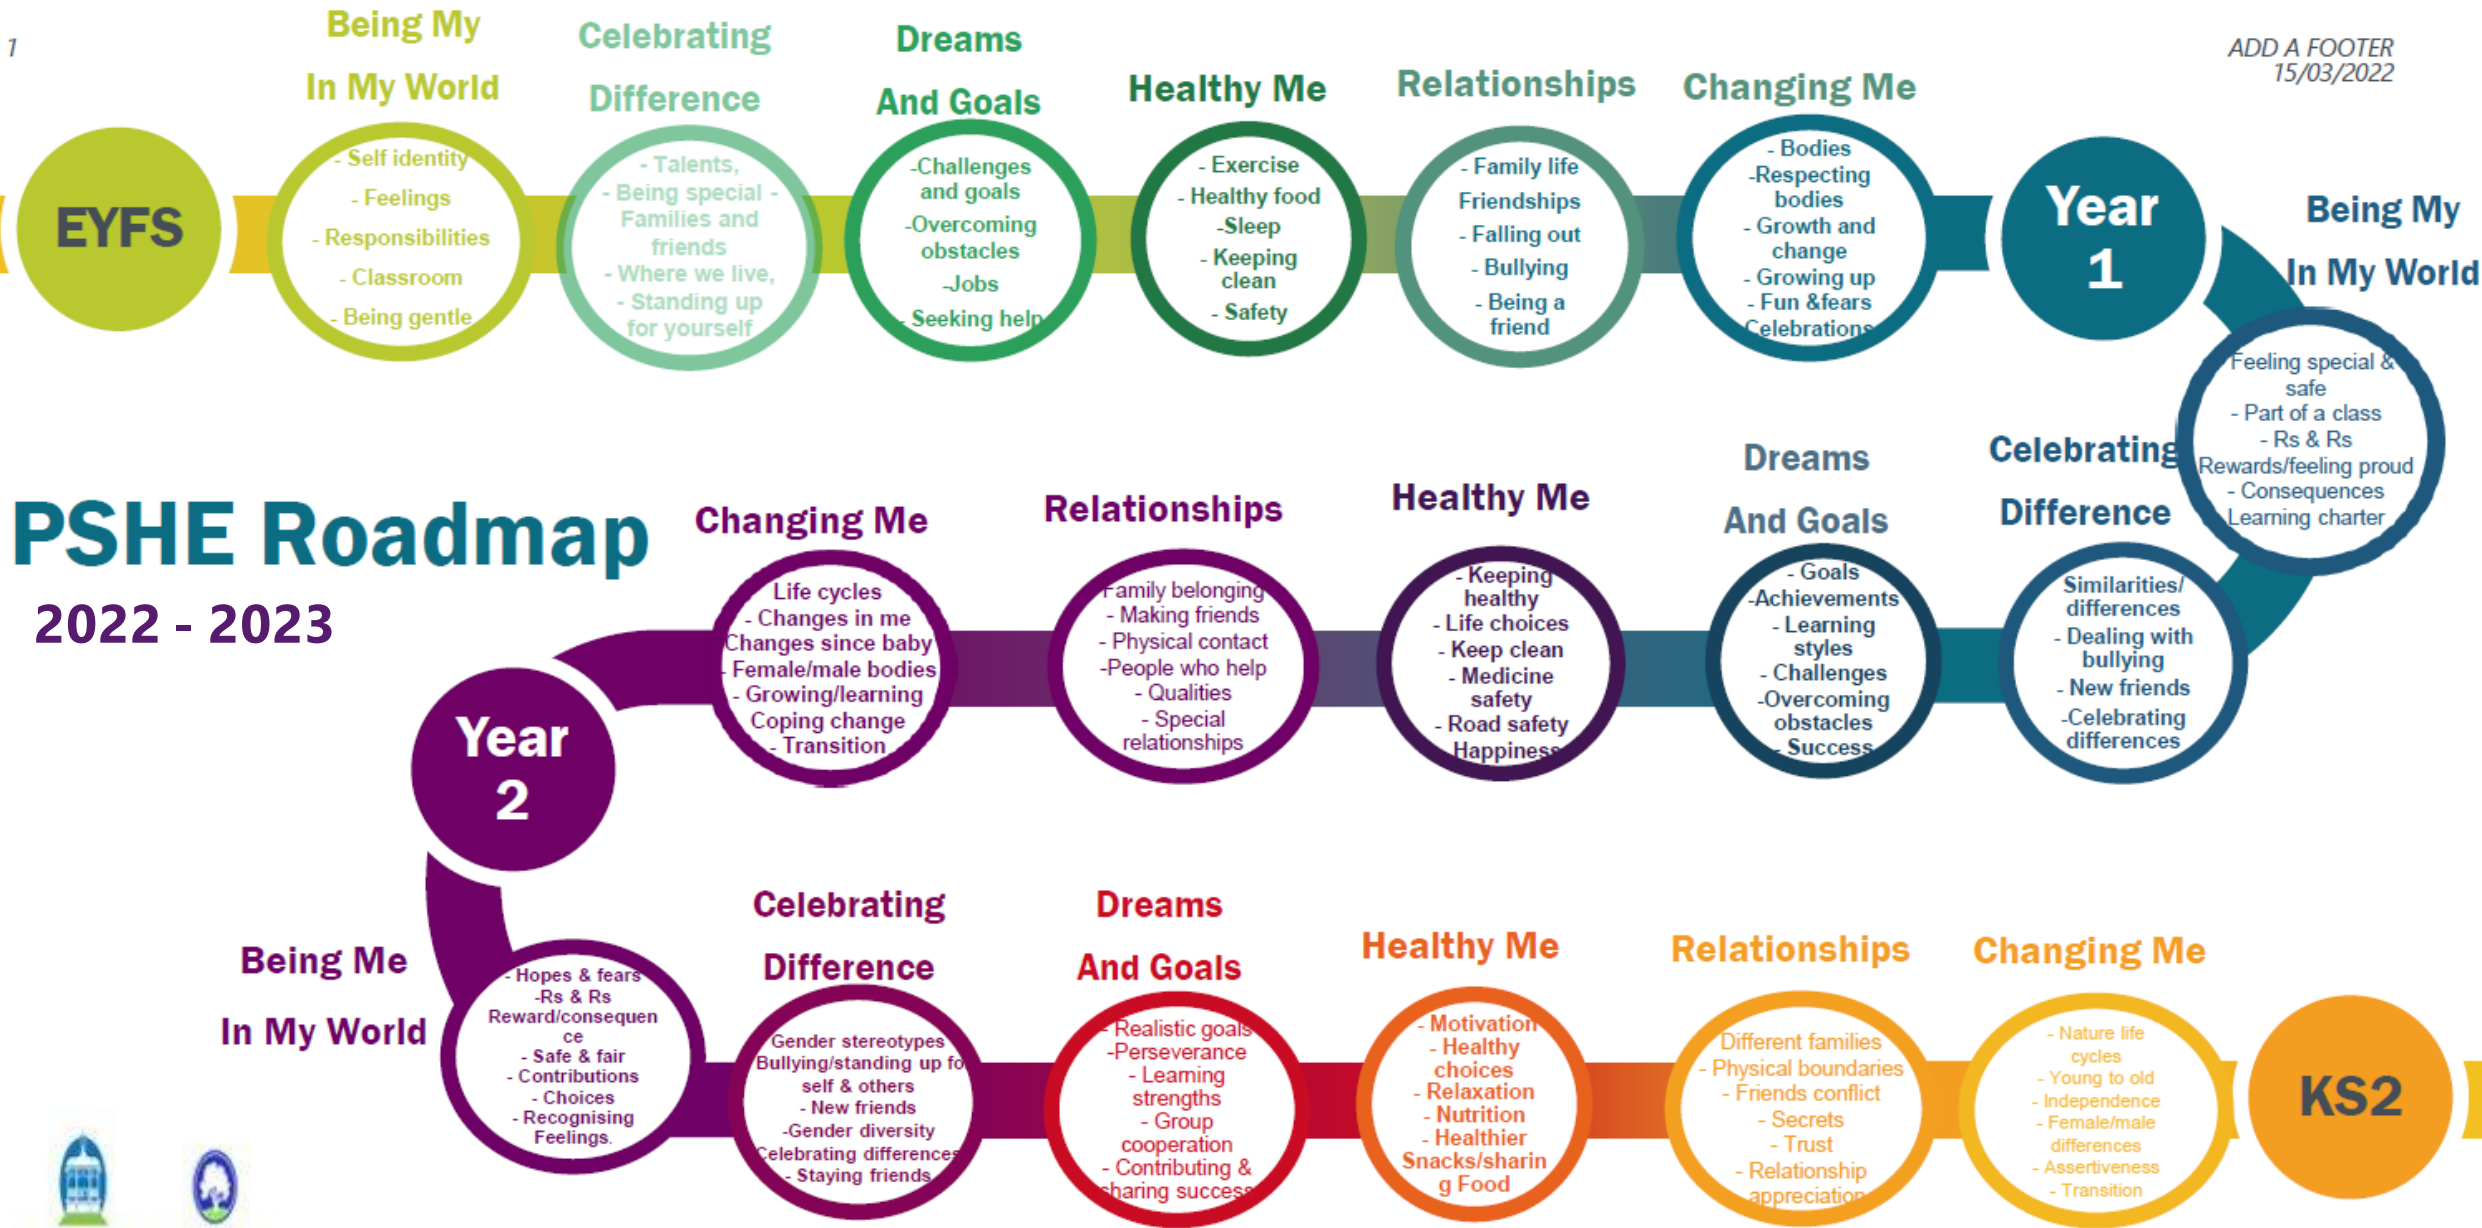 1
ADD A FOOTER
15/03/2022
EYFS
Being My
In My World
- Self identity
- Feelings
- Responsibilities
- Classroom
- Being gentle
Celebrating
Difference
- Talents,
- Being special -
Families and
friends
- Where we live,
- Standing up
for yourself
Dreams
And Goals
-Challenges
and goals
-Overcoming
obstacles
-Jobs
- Seeking help
Healthy Me
- Exercise
- Healthy food
-Sleep
- Keeping
clean
- Safety
Relationships
- Family life
Friendships
- Falling out
- Bullying
- Being a
friend
Changing Me
- Bodies
-Respecting
bodies
- Growth and
change
- Growing up
- Fun &fears
Celebrations
Year
1
Being My
In My World
Feeling special &
safe
- Part of a class
- Rs & Rs
Rewards/feeling proud
- Consequences
Learning charter
Celebrating
Difference
Similarities/
differences
- Dealing with
bullying
- New friends
-Celebrating
differences
Dreams
And Goals
- Goals
-Achievements
- Learning
styles
- Challenges
-Overcoming
obstacles
- Success
Healthy Me
- Keeping
healthy
- Life choices
- Keep clean
- Medicine
safety
- Road safety
Happiness
Relationships
Family belonging
- Making friends
- Physical contact
-People who help
- Qualities
- Special
relationships
Changing Me
Life cycles
- Changes in me
Changes since baby
- Female/male bodies
- Growing/learning
Coping change
- Transition
PSHE Roadmap
2022 - 2023
Year
2
Being Me
In My World
- Hopes & fears
-Rs & Rs
Reward/consequen
ce
- Safe & fair
- Contributions
- Choices
- Recognising
Feelings.
Celebrating
Difference
Gender stereotypes
Bullying/standing up fo
self & others
- New friends
-Gender diversity
Celebrating differences
- Staying friends
Dreams
And Goals
- Realistic goals
-Perseverance
- Learning
strengths
- Group
cooperation
- Contributing &
sharing success
Healthy Me
- Motivation
- Healthy
choices
- Relaxation
- Nutrition
- Healthier
Snacks/sharin
g Food
Relationships
Different families
- Physical boundaries
- Friends conflict
- Secrets
- Trust
- Relationship
appreciation
Changing Me
- Nature life
cycles
- Young to old
- Independence
- Female/male
differences
- Assertiveness
- Transition
KS2